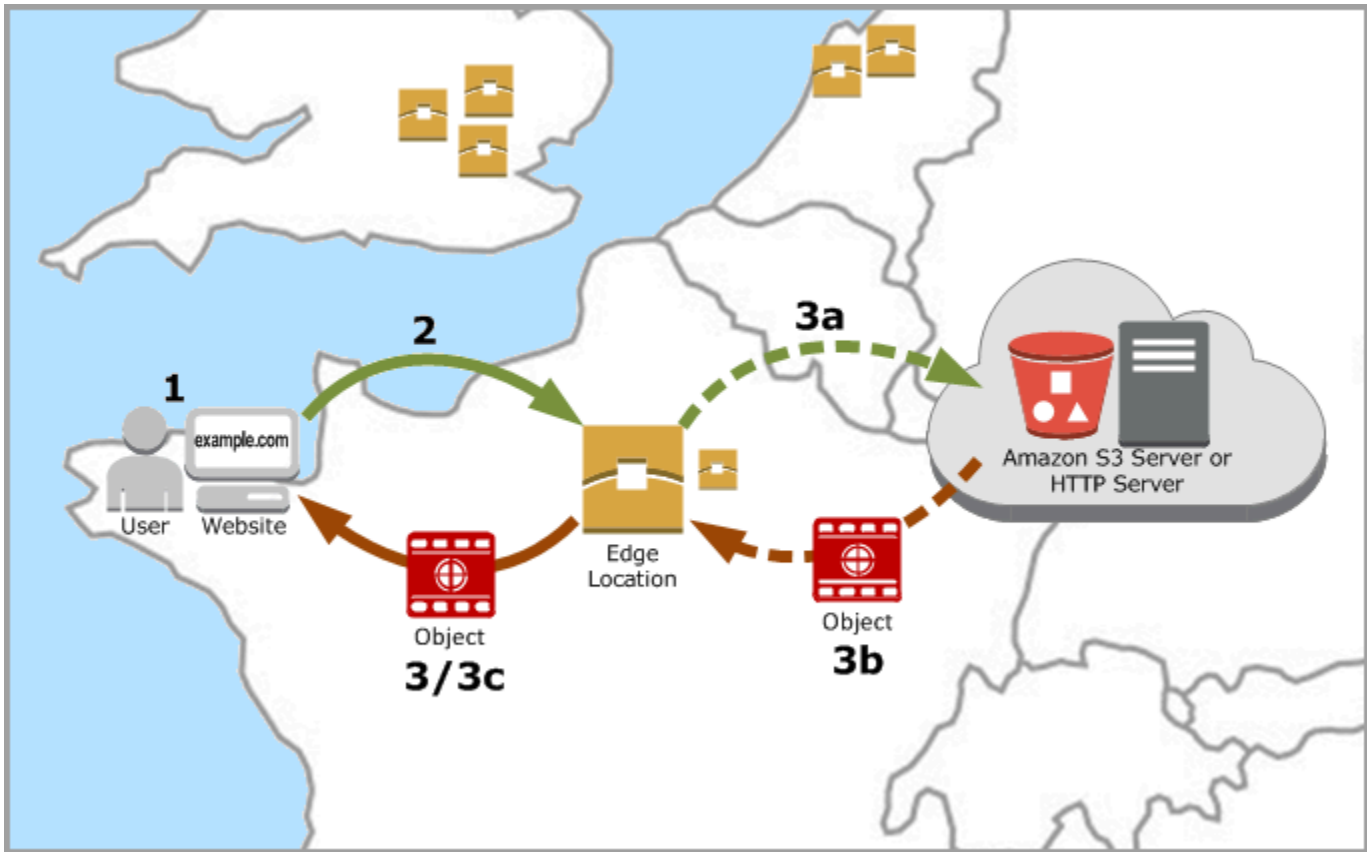 2
3a
1
example.com
User
Website
Edge
Location
Amazon S3 Server or
HTTP Server
Object
3/3c
Object
3b